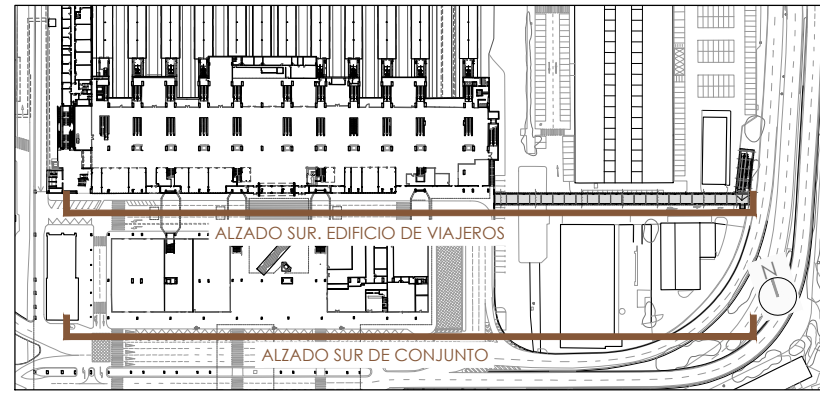 ALZADO SUR. EDIFICIO DE VIAJEROS
N
ALZADO SUR DE CONJUNTO